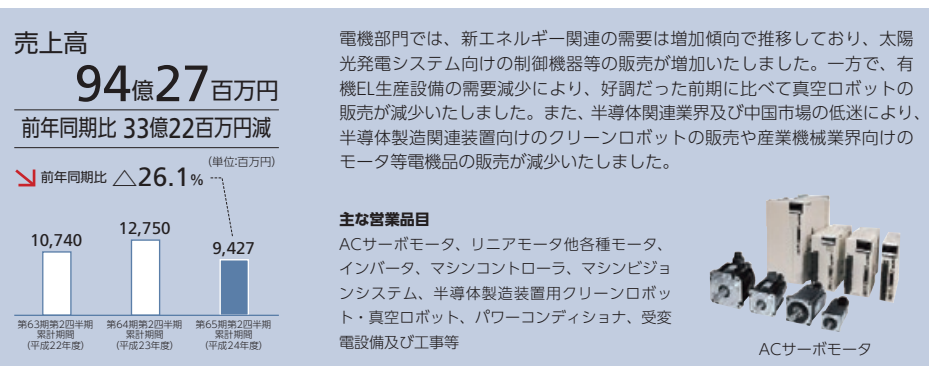 売上高
94億27百万円
前年同期比 33億22百万円減
(単位:百万円)
前年同期比 △26.1%
10,740
12,750
9,427
第63期第2四半期
累計期間
(平成22年度)
第64期第2四半期
累計期間
(平成23年度)
第65期第2四半期
累計期間
(平成24年度)
電機部門では、新エネルギー関連の需要は増加傾向で推移しており、太陽
光発電システム向けの制御機器等の販売が増加いたしました。一方で、有
機EL生産設備の需要減少により、好調だった前期に比べて真空ロボットの
販売が減少いたしました。また、半導体関連業界及び中国市場の低迷により、
半導体製造関連装置向けのクリーンロボットの販売や産業機械業界向けの
モータ等電機品の販売が減少いたしました。
主な営業品目
ACサーボモータ、リニアモータ他各種モータ、
インバータ、マシンコントローラ、マシンビジョ
ンシステム、半導体製造装置用クリーンロボッ
ト・真空ロボット、パワーコンディショナ、受変
電設備及び工事等
ACサーボモータ